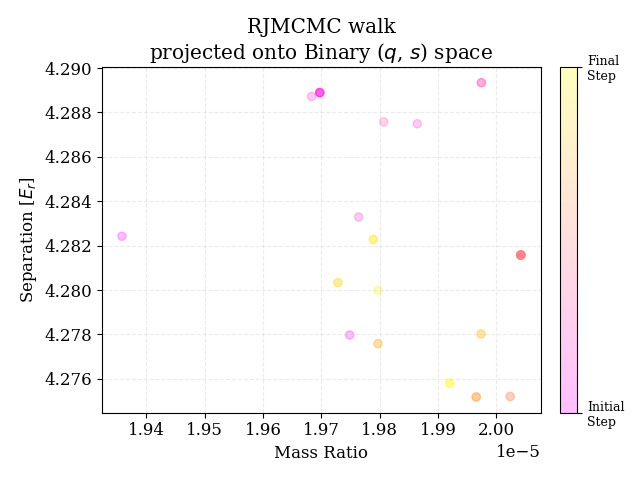 RJMCMC walk
projected onto Binary (q, s) space
4.290
4.288
4.286
4.284
4.282
4.280
4.278
4.276
Separation [E_r]
1.94 1.95 1.96 1.97 1.98 1.99 2.00
1e−5
Mass Ratio
Final
Step
Initial
Step